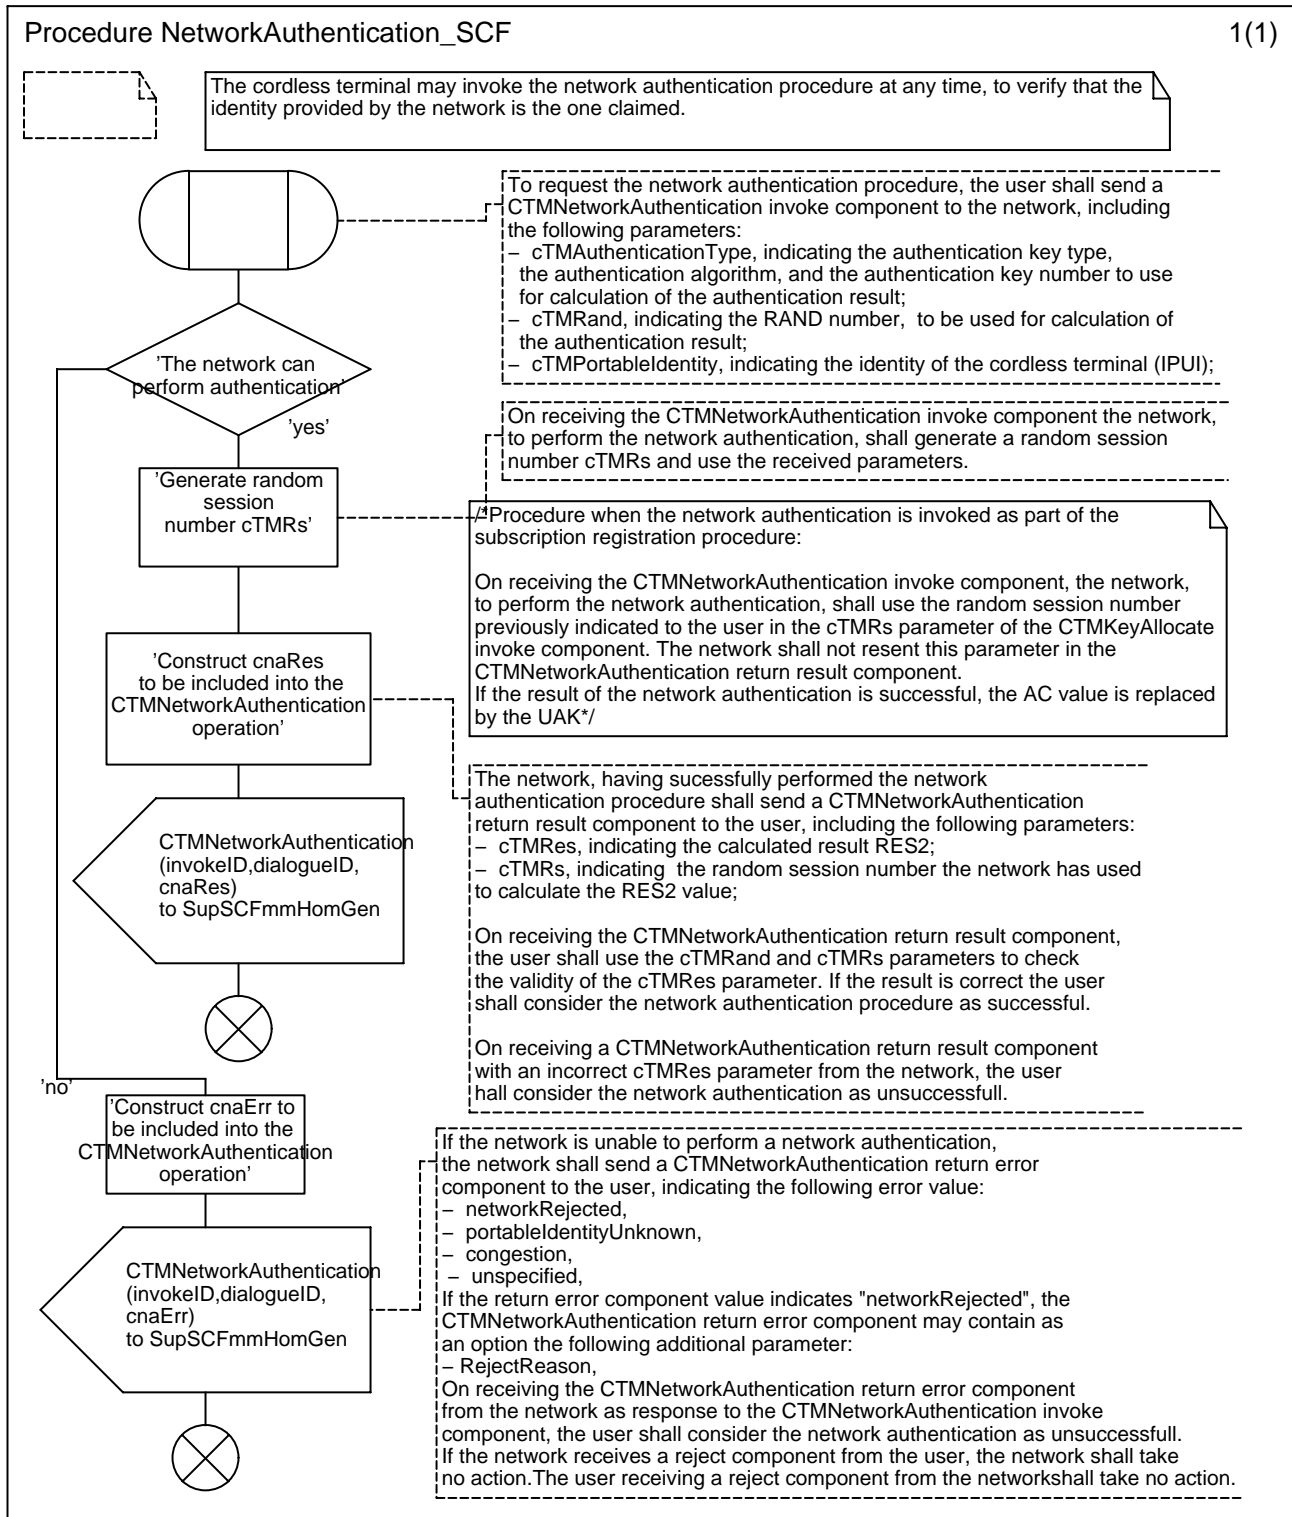 Procedure NetworkAuthentication_SCF
1(1)
The cordless terminal may invoke the network authentication procedure at any time, to verify that the
identity provided by the network is the one claimed.
To request the network authentication procedure, the user shall send a
CTMNetworkAuthentication invoke component to the network, including
the following parameters:
– cTMAuthenticationType, indicating the authentication key type,
the authentication algorithm, and the authentication key number to use
for calculation of the authentication result;
– cTMRand, indicating the RAND number, to be used for calculation of
the authentication result;
– cTMPortableIdentity, indicating the identity of the cordless terminal (IPUI);
'The network can
perform authentication'
'yes'
On receiving the CTMNetworkAuthentication invoke component the network,
to perform the network authentication, shall generate a random session
number cTMRs and use the received parameters.
'Generate random
session
number cTMRs'
/*Procedure when the network authentication is invoked as part of the
subscription registration procedure:
On receiving the CTMNetworkAuthentication invoke component, the network,
to perform the network authentication, shall use the random session number
previously indicated to the user in the cTMRs parameter of the CTMKeyAllocate
invoke component. The network shall not resent this parameter in the
CTMNetworkAuthentication return result component.
If the result of the network authentication is successful, the AC value is replaced
by the UAK*/
'Construct cnaRes
to be included into the
CTMNetworkAuthentication
operation'
The network, having sucessfully performed the network
authentication procedure shall send a CTMNetworkAuthentication
return result component to the user, including the following parameters:
– cTMRes, indicating the calculated result RES2;
– cTMRs, indicating the random session number the network has used
to calculate the RES2 value;
On receiving the CTMNetworkAuthentication return result component,
the user shall use the cTMRand and cTMRs parameters to check
the validity of the cTMRes parameter. If the result is correct the user
shall consider the network authentication procedure as successful.
On receiving a CTMNetworkAuthentication return result component
with an incorrect cTMRes parameter from the network, the user
hall consider the network authentication as unsuccessfull.
CTMNetworkAuthentication
(invokeID,dialogueID,
cnaRes)
to SupSCFmmHomGen
'no'
'Construct cnaErr to
be included into the
CTMNetworkAuthentication
operation'
If the network is unable to perform a network authentication,
the network shall send a CTMNetworkAuthentication return error
component to the user, indicating the following error value:
– networkRejected,
– portableIdentityUnknown,
– congestion,
– unspecified,
If the return error component value indicates "networkRejected", the
CTMNetworkAuthentication return error component may contain as
an option the following additional parameter:
– RejectReason,
On receiving the CTMNetworkAuthentication return error component
from the network as response to the CTMNetworkAuthentication invoke
component, the user shall consider the network authentication as unsuccessfull.
If the network receives a reject component from the user, the network shall take
no action.The user receiving a reject component from the networkshall take no action.
CTMNetworkAuthentication
(invokeID,dialogueID,
cnaErr)
to SupSCFmmHomGen